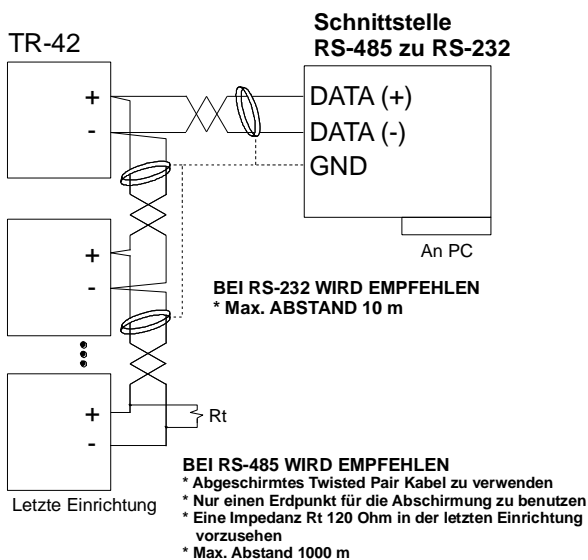 TR-42
Schnittstelle
RS-485 zu RS-232
+
-
DATA (+)
DATA (-)
GND
An PC
+
-
BEI RS-232 WIRD EMPFEHLEN
* Max. ABSTAND 10 m
+
-
Rt
Letzte Einrichtung
BEI RS-485 WIRD EMPFEHLEN
* Abgeschirmtes Twisted Pair Kabel zu verwenden
* Nur einen Erdpunkt für die Abschirmung zu benutzen
* Eine Impedanz Rt 120 Ohm in der letzten Einrichtung
vorzusehen
* Max. Abstand 1000 m